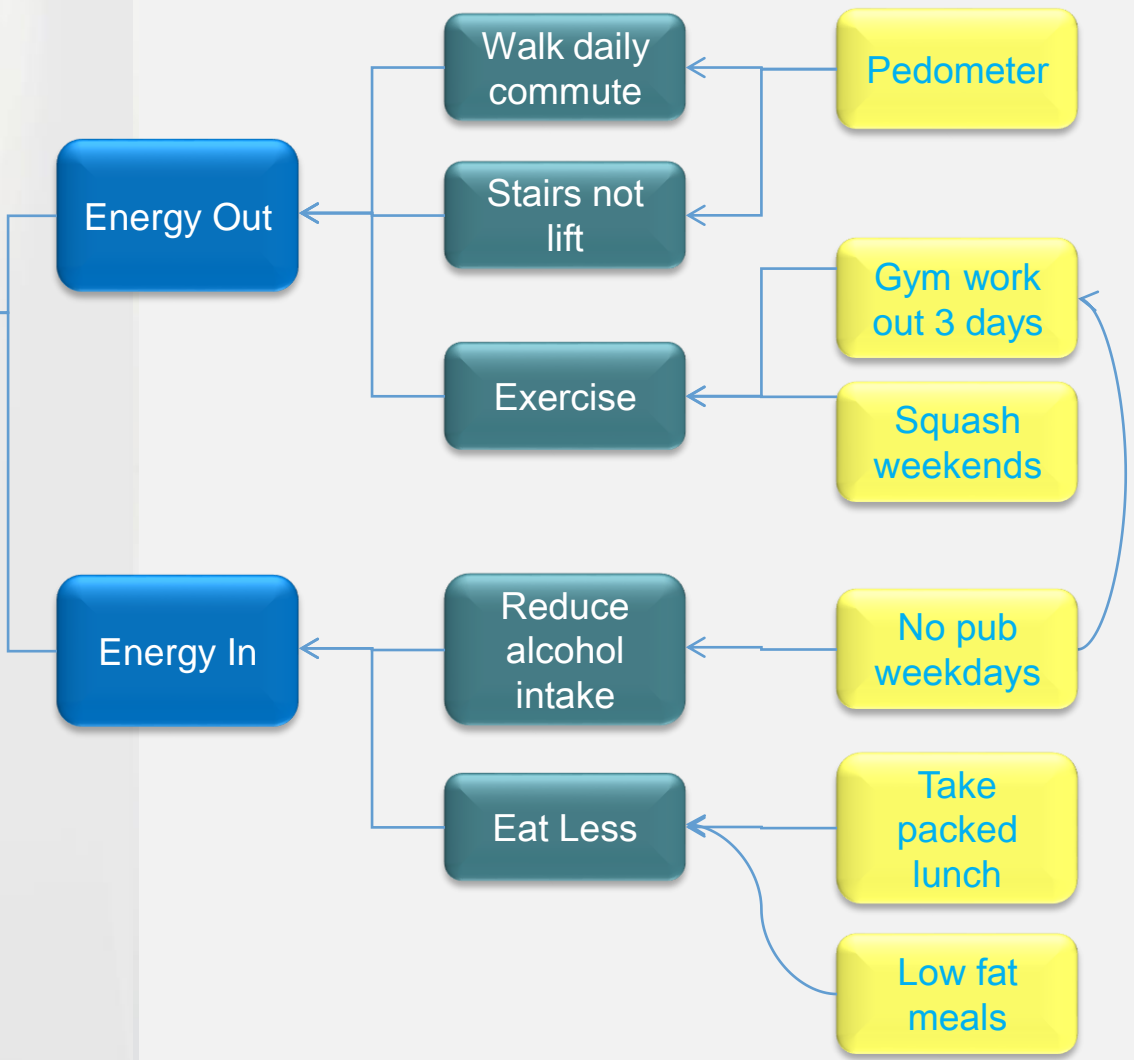 Walk daily
commute
Pedometer
Energy Out
Stairs not
lift
Gym work
out 3 days
Exercise
Squash
weekends
Energy In
Reduce
alcohol
intake
No pub
weekdays
Eat Less
Take
packed
lunch
Low fat
meals